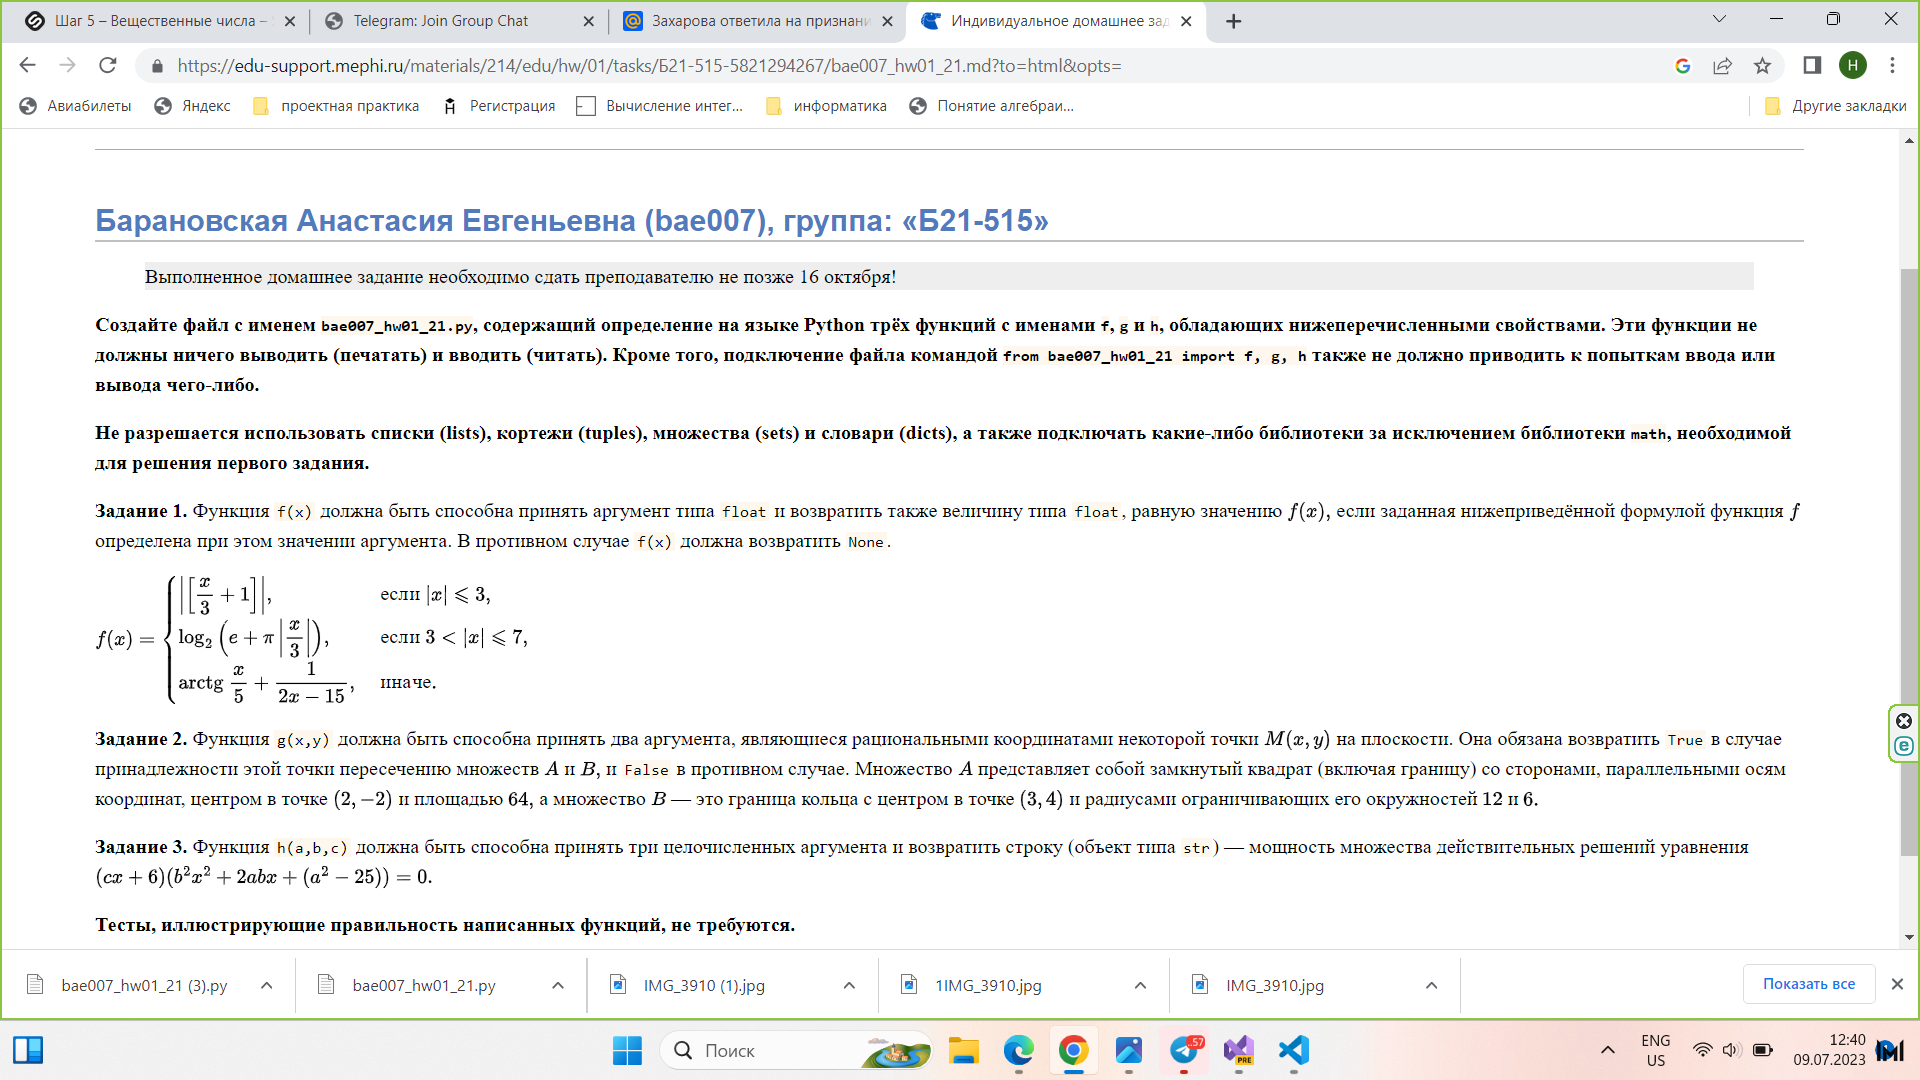 Шаг 5 – Вещественные числа –
Telegram: Join Group Chat
Захарова ответила на признани
Индивидуальное домашнее зад
https://edu-support.mephi.ru/materials/214/edu/hw/01/tasks/Б21-515-5821294267/bae007_hw01_21.md?to=html&opts=
H
Авиабилеты
Яндекс
проектная практика
Регистрация
Вычисление интег...
информатика
Понятие алгебраи...
Другие закладки
Барановская Анастасия Евгеньевна (bae007), группа: «Б21-515»
Выполненное домашнее задание необходимо сдать преподавателю не позже 16 октября!
Создайте файл с именем bae007_hw01_21.py, содержащий определение на языке Python трёх функций с именами f, g и h, обладающих нижеперечисленными свойствами. Эти функции не
должны ничего выводить (печатать) и вводить (читать). Кроме того, подключение файла командой from bae007_hw01_21 import f, g, h также не должно приводить к попыткам ввода или
вывода чего-либо.
Не разрешается использовать списки (lists), кортежи (tuples), множества (sets) и словари (dicts), а также подключать какие-либо библиотеки за исключением библиотеки math, необходимой
для решения первого задания.
Задание 1. Функция f(x) должна быть способна принять аргумент типа float и возвратить также величину типа float, равную значению f(x), если заданная нижеприведённой формулой функция f
определена при этом значении аргумента. В противном случае f(x) должна возвратить None.
f(x) = { |[x/3 + 1]|, если |x| ⩽ 3,
log₂ (e + π |x/3|), если 3 < |x| ⩽ 7,
arctg x/5 + 1/(2x − 15), иначе.
Задание 2. Функция g(x,y) должна быть способна принять два аргумента, являющиеся рациональными координатами некоторой точки M(x, y) на плоскости. Она обязана возвратить True в случае
принадлежности этой точки пересечению множеств A и B, и False в противном случае. Множество A представляет собой замкнутый квадрат (включая границу) со сторонами, параллельными осям
координат, центром в точке (2, −2) и площадью 64, а множество B — это граница кольца с центром в точке (3, 4) и радиусами ограничивающих его окружностей 12 и 6.
Задание 3. Функция h(a,b,c) должна быть способна принять три целочисленных аргумента и возвратить строку (объект типа str) — мощность множества действительных решений уравнения
(cx + 6)(b²x² + 2abx + (a² − 25)) = 0.
Тесты, иллюстрирующие правильность написанных функций, не требуются.
bae007_hw01_21 (3).py
bae007_hw01_21.py
IMG_3910 (1).jpg
1IMG_3910.jpg
IMG_3910.jpg
Показать все
Поиск
.57
PRE
ENG
US
12:40
09.07.2023